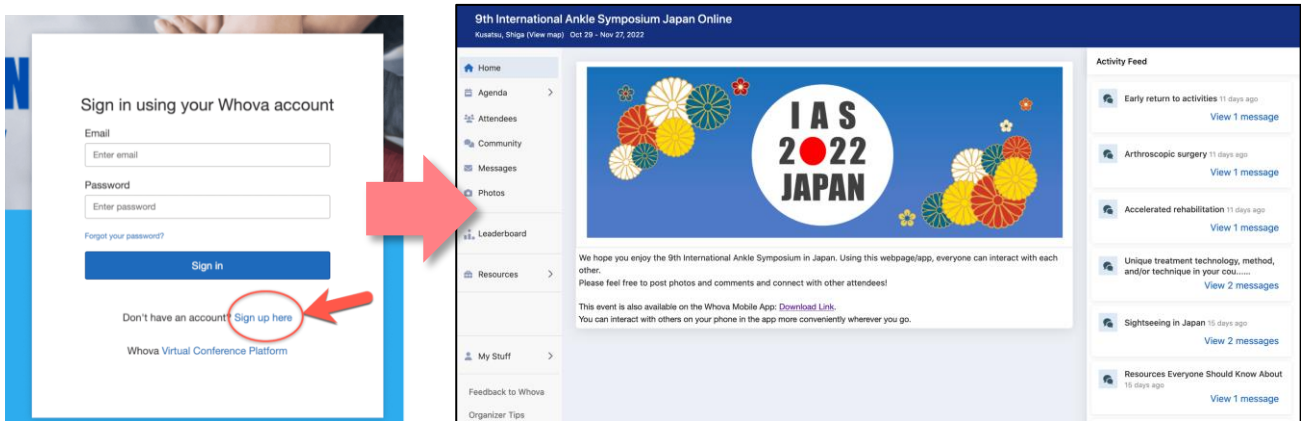 N
Sign in using your Whova account
Email
Enter email
Password
Enter password
Forgot your password?
Sign in
Don't have an account? Sign up here
Whova Virtual Conference Platform
9th International Ankle Symposium Japan Online
Kusatsu, Shiga (View map) Oct 29 - Nov 27, 2022
Home
Agenda
Attendees
Community
Messages
Photos
Leaderboard
Resources
My Stuff
Feedback to Whova
Organizer Tips
I A S
2022
JAPAN
We hope you enjoy the 9th International Ankle Symposium in Japan. Using this webpage/app, everyone can interact with each
other.
Please feel free to post photos and comments and connect with other attendees!
This event is also available on the Whova Mobile App: Download Link.
You can interact with others on your phone in the app more conveniently wherever you go.
Activity Feed
Early return to activities 11 days ago
View 1 message
Arthroscopic surgery 11 days ago
View 1 message
Accelerated rehabilitation 11 days ago
View 1 message
Unique treatment technology, method,
and/or technique in your cou......
View 2 messages
Sightseeing in Japan 15 days ago
View 2 messages
Resources Everyone Should Know About
15 days ago
View 1 message